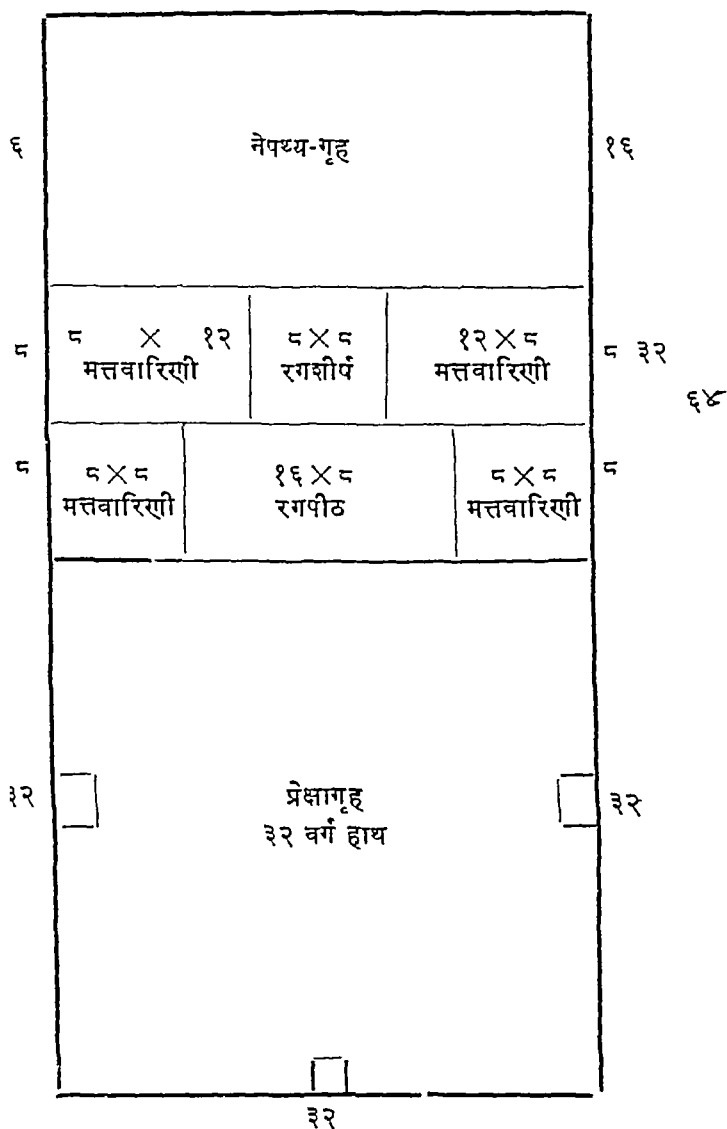 ६ नेपथ्य-गृह १६
८ ८ × १२ ८ × ८ १२ × ८ ८ ३२
मत्तवारिणी रगशीर्ष मत्तवारिणी
६४
८ ८ × ८ १६ × ८ ८ × ८ ८
मत्तवारिणी रगपीठ मत्तवारिणी
३२ प्रेक्षागृह ३२
३२ वर्ग हाथ
३२